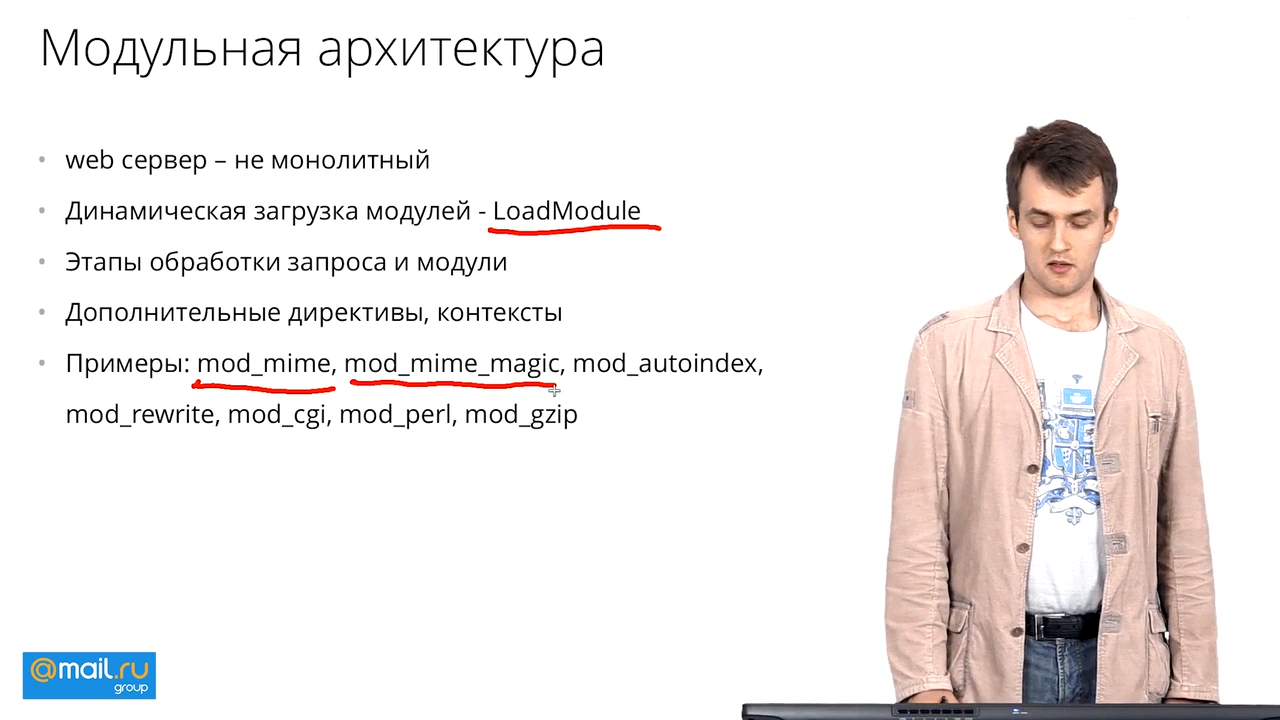 Модульная архитектура
• web сервер – не монолитный
• Динамическая загрузка модулей - LoadModule
• Этапы обработки запроса и модули
• Дополнительные директивы, контексты
• Примеры: mod_mime, mod_mime_magic, mod_autoindex,
mod_rewrite, mod_cgi, mod_perl, mod_gzip
@mail.ru
group